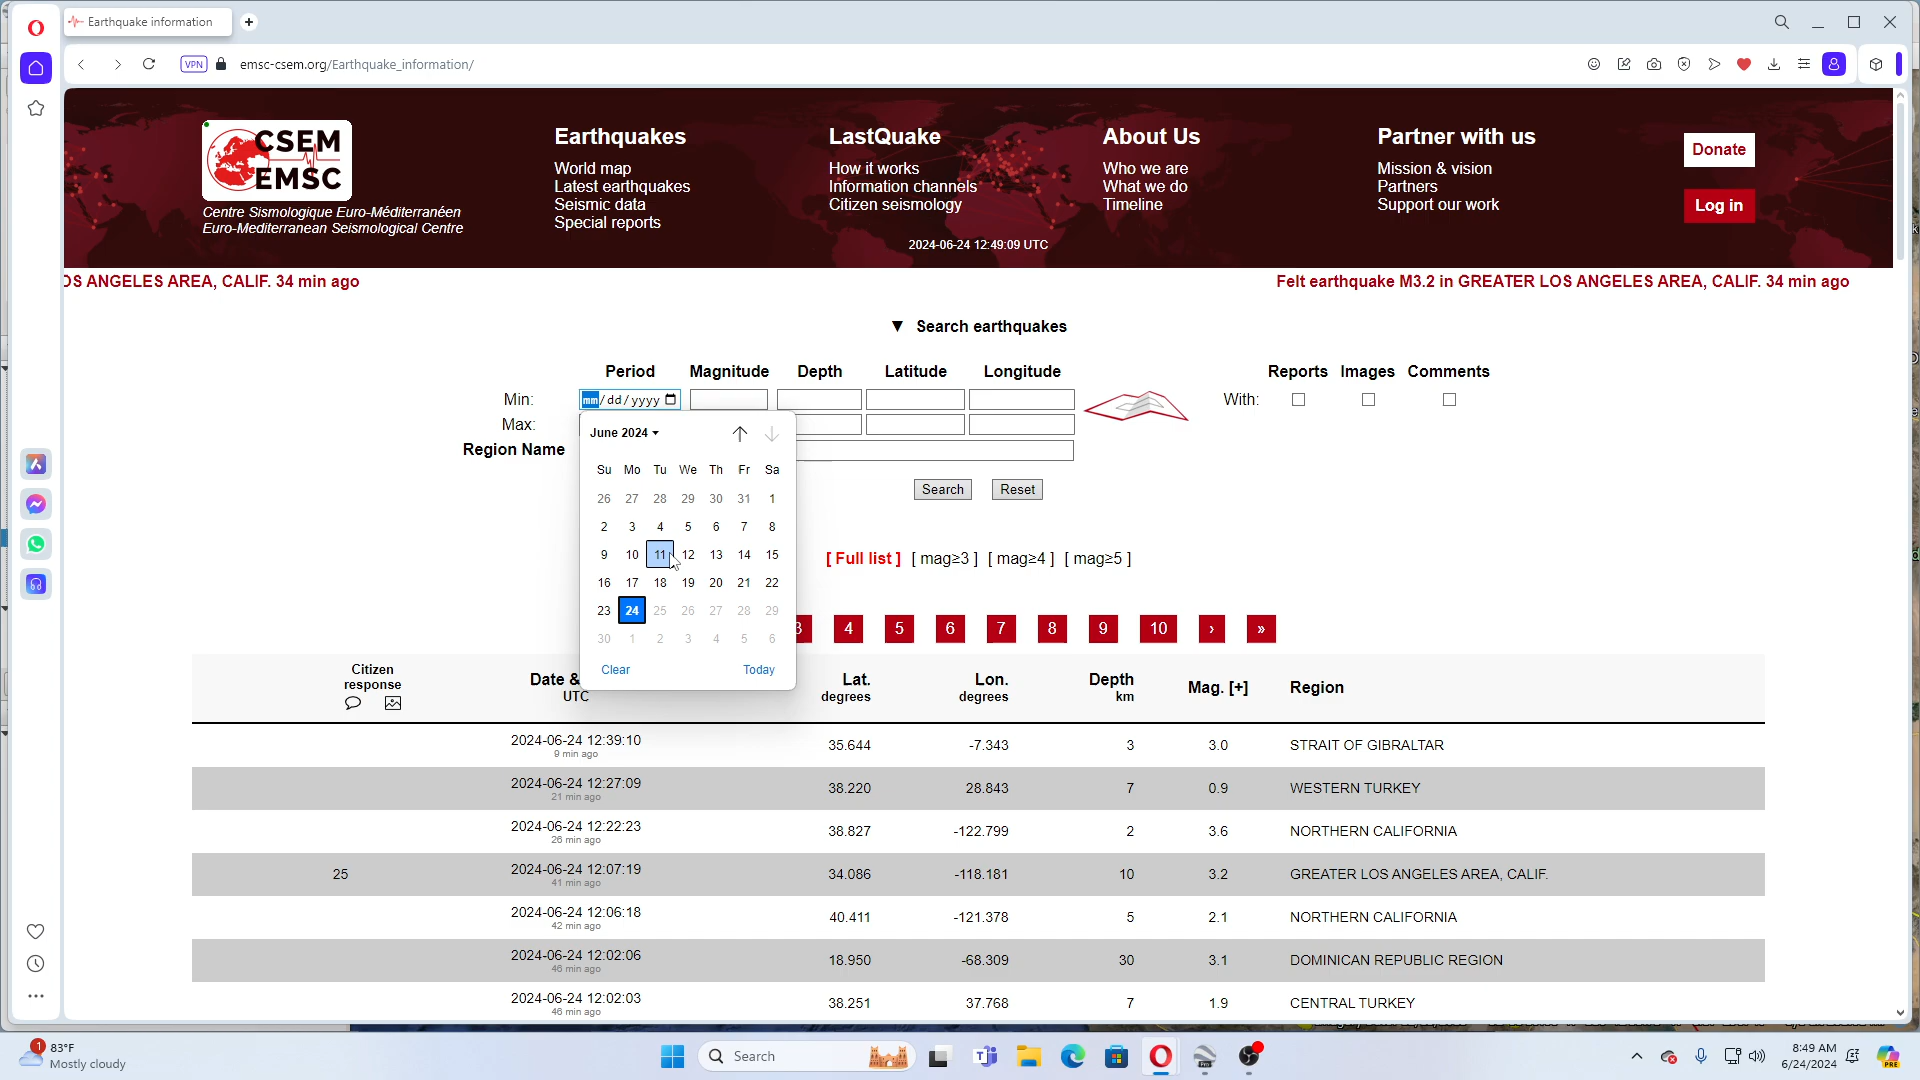 Earthquake information
VPN
emsc-csem.org/Earthquake_information/
CSEM
EMSC
Centre Sismologique Euro-Méditerranéen
Euro-Mediterranean Seismological Centre
Earthquakes
World map
Latest earthquakes
Seismic data
Special reports
LastQuake
How it works
Information channels
Citizen seismology
About Us
Who we are
What we do
Timeline
Partner with us
Mission & vision
Partners
Support our work
Donate
Log in
2024-06-24 12:49:09 UTC
OS ANGELES AREA, CALIF. 34 min ago
Felt earthquake M3.2 in GREATER LOS ANGELES AREA, CALIF. 34 min ago
▼ Search earthquakes
Period Magnitude Depth Latitude Longitude
Reports Images Comments
Min: mm/dd/yyyy
With:
Max:
Region Name
June 2024
Su Mo Tu We Th Fr Sa
26 27 28 29 30 31 1
2 3 4 5 6 7 8
9 10 11 12 13 14 15
16 17 18 19 20 21 22
23 24 25 26 27 28 29
30 1 2 3 4 5 6
Clear Today
Search Reset
[ Full list ] [ mag≥3 ] [ mag≥4 ] [ mag≥5 ]
3 4 5 6 7 8 9 10 › »
Citizen
response
Date &
UTC
Lat.
degrees
Lon.
degrees
Depth
km
Mag. [+]
Region
2024-06-24 12:39:10 35.644 -7.343 3 3.0 STRAIT OF GIBRALTAR
9 min ago
2024-06-24 12:27:09 38.220 28.843 7 0.9 WESTERN TURKEY
21 min ago
2024-06-24 12:22:23 38.827 -122.799 2 3.6 NORTHERN CALIFORNIA
26 min ago
25 2024-06-24 12:07:19 34.086 -118.181 10 3.2 GREATER LOS ANGELES AREA, CALIF.
41 min ago
2024-06-24 12:06:18 40.411 -121.378 5 2.1 NORTHERN CALIFORNIA
42 min ago
2024-06-24 12:02:06 18.950 -68.309 30 3.1 DOMINICAN REPUBLIC REGION
46 min ago
2024-06-24 12:02:03 38.251 37.768 7 1.9 CENTRAL TURKEY
46 min ago
1
83°F
Mostly cloudy
Search
8:49 AM
6/24/2024
PRE